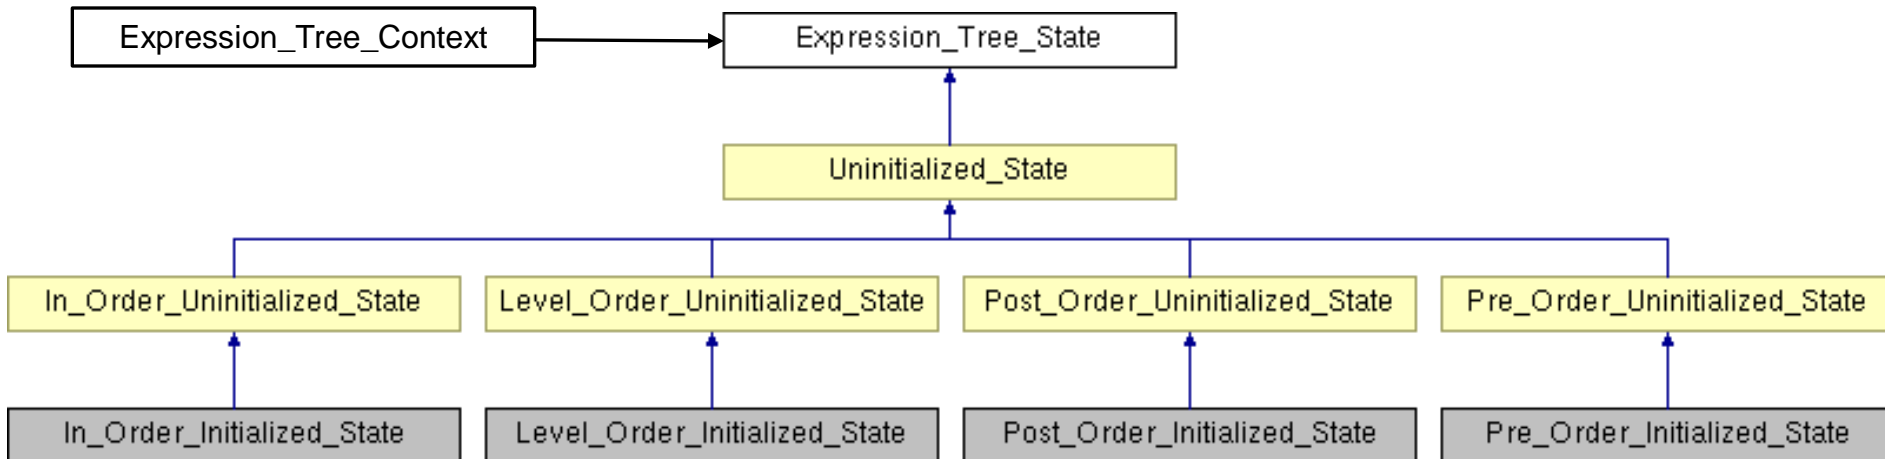 Expression_Tree_Context
Expression_Tree_State
Uninitialized_State
In_Order_Uninitialized_State
Level_Order_Uninitialized_State
Post_Order_Uninitialized_State
Pre_Order_Uninitialized_State
In_Order_Initialized_State
Level_Order_Initialized_State
Post_Order_Initialized_State
Pre_Order_Initialized_State